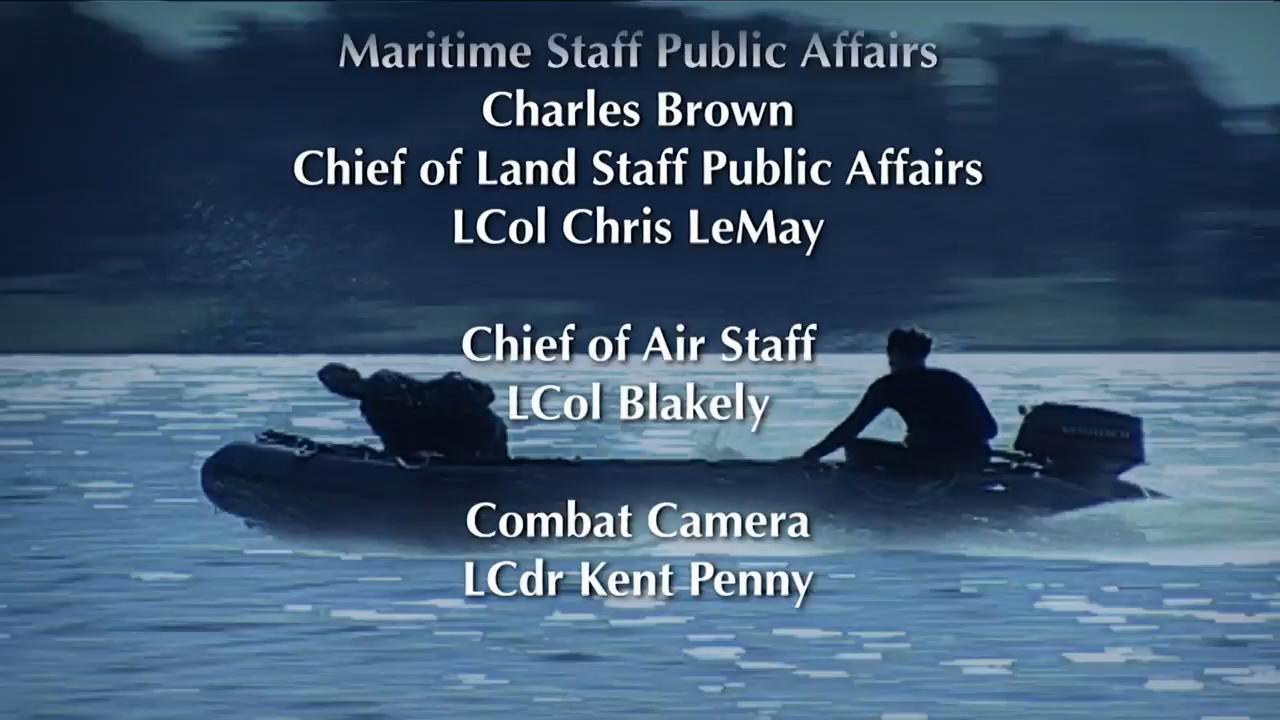 Maritime Staff Public Affairs
Charles Brown
Chief of Land Staff Public Affairs
LCol Chris LeMay
Chief of Air Staff
LCol Blakely
Combat Camera
LCdr Kent Penny